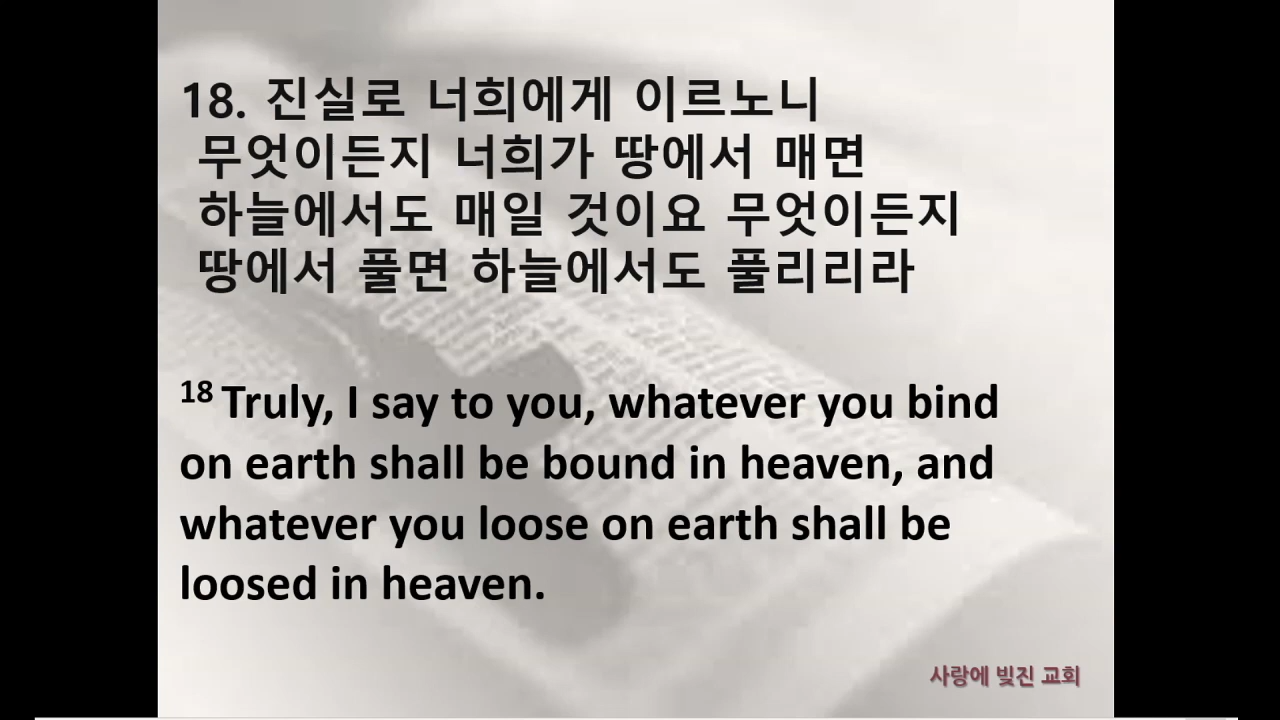 18. 진실로 너희에게 이르노니
무엇이든지 너희가 땅에서 매면
하늘에서도 매일 것이요 무엇이든지
땅에서 풀면 하늘에서도 풀리리라
18 Truly, I say to you, whatever you bind
on earth shall be bound in heaven, and
whatever you loose on earth shall be
loosed in heaven.
사랑에 빚진 교회